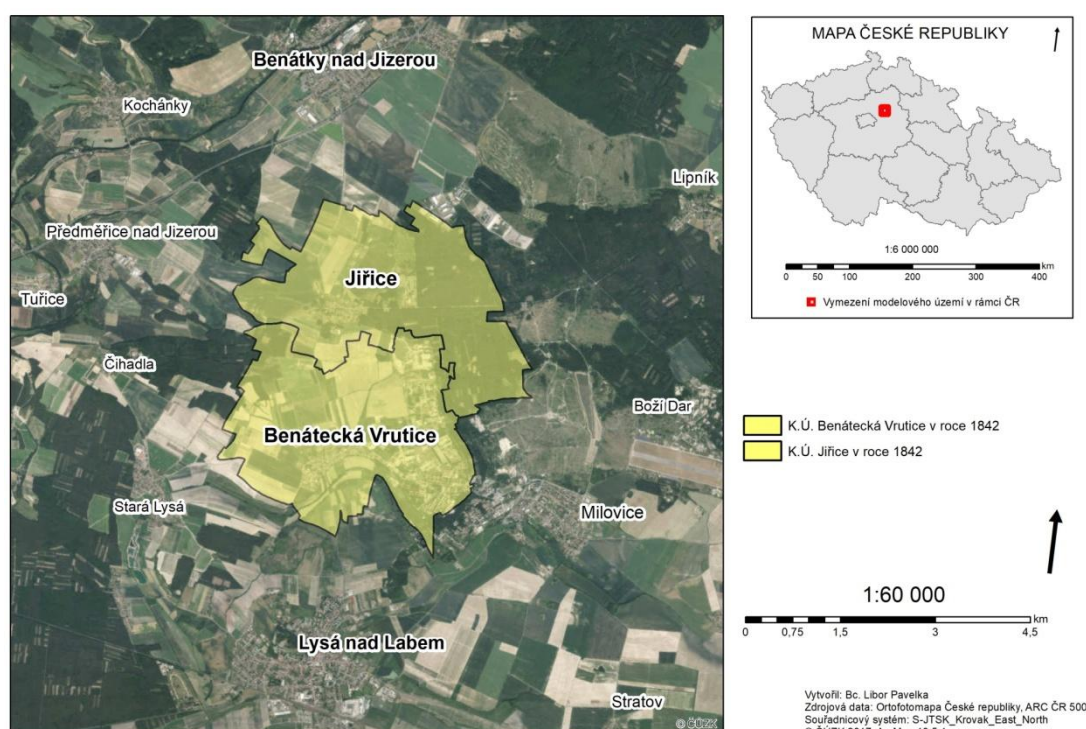 Benátky nad Jizerou
Kochánky
Lipník
Předměřice nad Jizerou
Jiřice
Tuřice
Čihadla
Boží Dar
Benátecká Vrutice
Stará Lysá
Milovice
Lysá nad Labem
Stratov
© ČÚZK
MAPA ČESKÉ REPUBLIKY
1:6 000 000
km
0 50 100 200 300 400
Vymezení modelového území v rámci ČR
K.Ú. Benátecká Vrutice v roce 1842
K.Ú. Jiřice v roce 1842
1:60 000
km
0 0,75 1,5 3 4,5
Vytvořil: Bc. Libor Pavelka
Zdrojová data: Ortofotomapa České republiky, ARC ČR 500
Souřadnicový systém: S-JTSK_Krovak_East_North